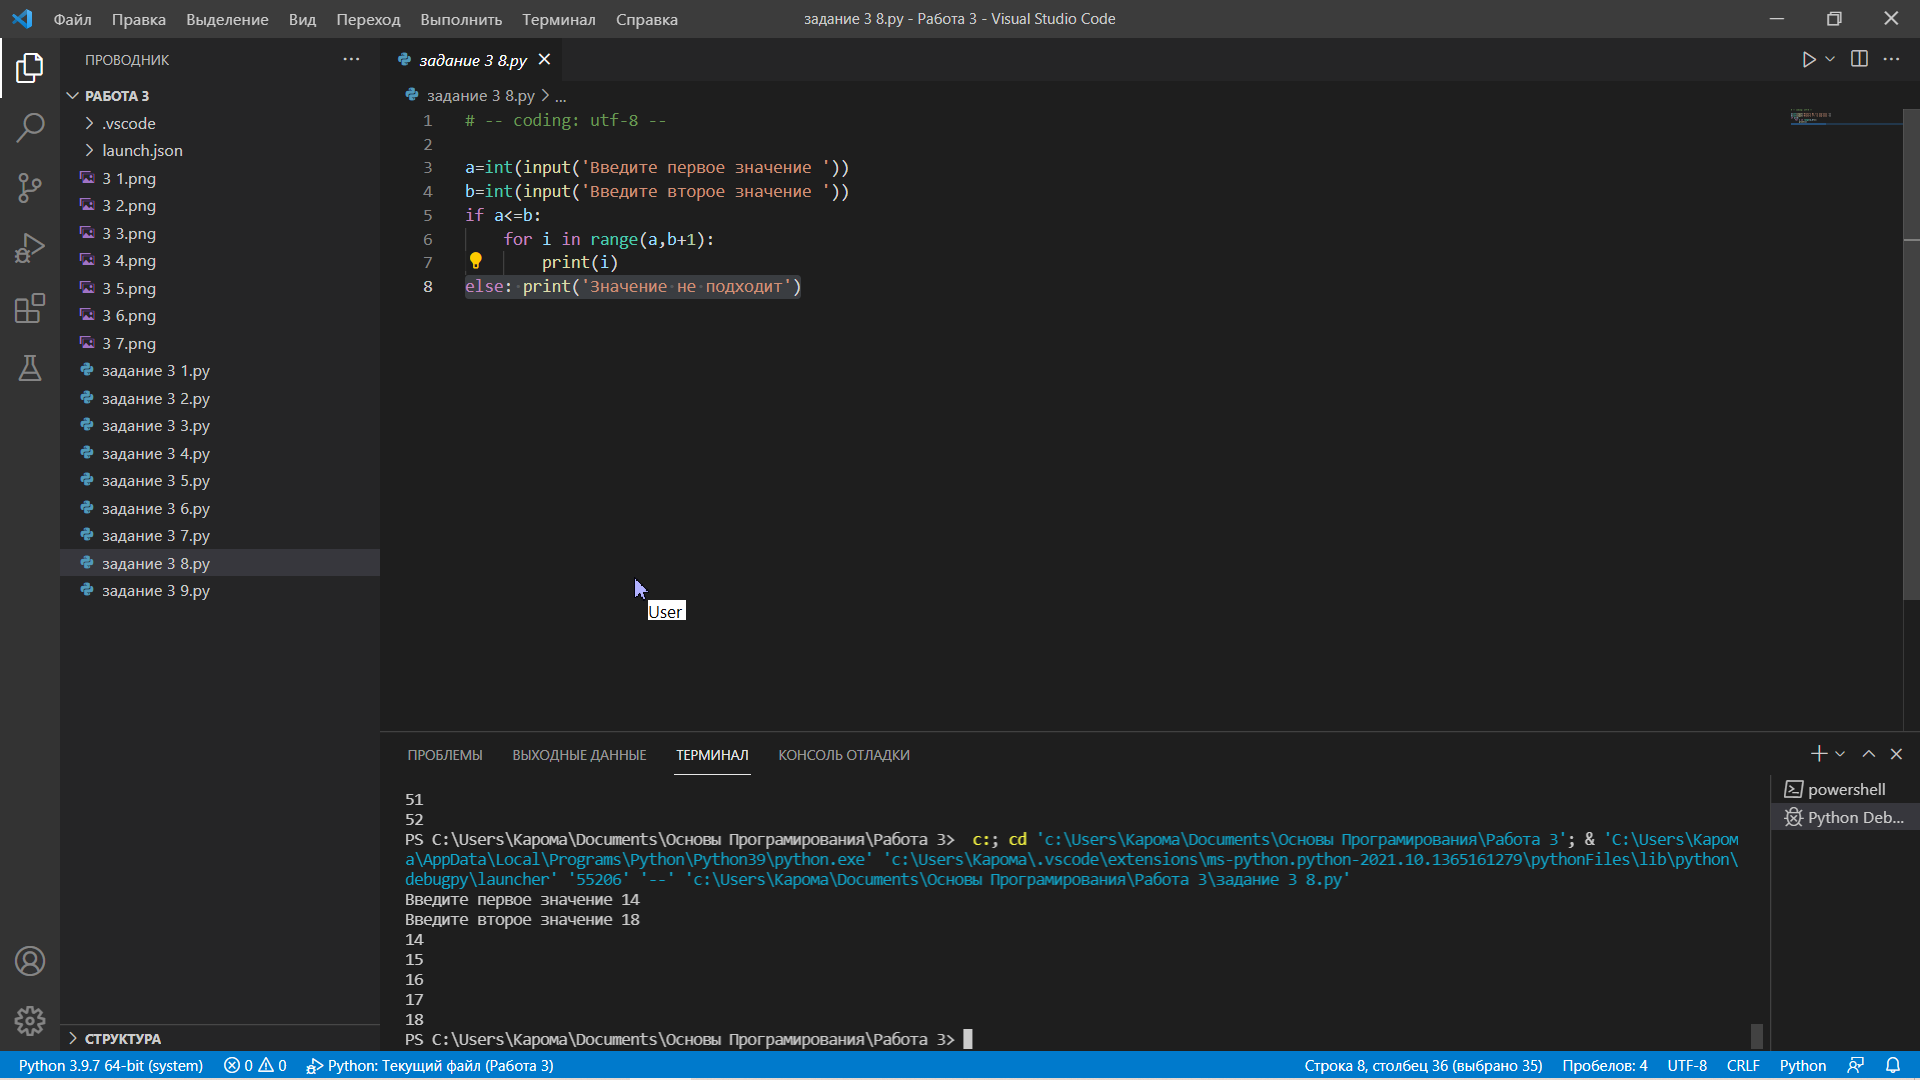 Файл Правка Выделение Вид Переход Выполнить Терминал Справка
задание 3 8.py - Работа 3 - Visual Studio Code
ПРОВОДНИК
РАБОТА 3
.vscode
launch.json
3 1.png
3 2.png
3 3.png
3 4.png
3 5.png
3 6.png
3 7.png
задание 3 1.py
задание 3 2.py
задание 3 3.py
задание 3 4.py
задание 3 5.py
задание 3 6.py
задание 3 7.py
задание 3 8.py
задание 3 9.py
СТРУКТУРА
задание 3 8.py
задание 3 8.py > ...
1 # -- coding: utf-8 --
2
3 a=int(input('Введите первое значение '))
4 b=int(input('Введите второе значение '))
5 if a<=b:
6 for i in range(a,b+1):
7 print(i)
8 else: print('Значение не подходит')
User
ПРОБЛЕМЫ ВЫХОДНЫЕ ДАННЫЕ ТЕРМИНАЛ КОНСОЛЬ ОТЛАДКИ
51
52
PS C:\Users\Карома\Documents\Основы Програмирования\Работа 3> c:; cd 'c:\Users\Карома\Documents\Основы Програмирования\Работа 3'; & 'C:\Users\Каром
а\AppData\Local\Programs\Python\Python39\python.exe' 'c:\Users\Карома\.vscode\extensions\ms-python.python-2021.10.1365161279\pythonFiles\lib\python\
debugpy\launcher' '55206' '--' 'c:\Users\Карома\Documents\Основы Програмирования\Работа 3\задание 3 8.py'
Введите первое значение 14
Введите второе значение 18
14
15
16
17
18
PS C:\Users\Карома\Documents\Основы Програмирования\Работа 3>
powershell
Python Deb...
Python 3.9.7 64-bit (system) 0 0 Python: Текущий файл (Работа 3)
Строка 8, столбец 36 (выбрано 35) Пробелов: 4 UTF-8 CRLF Python